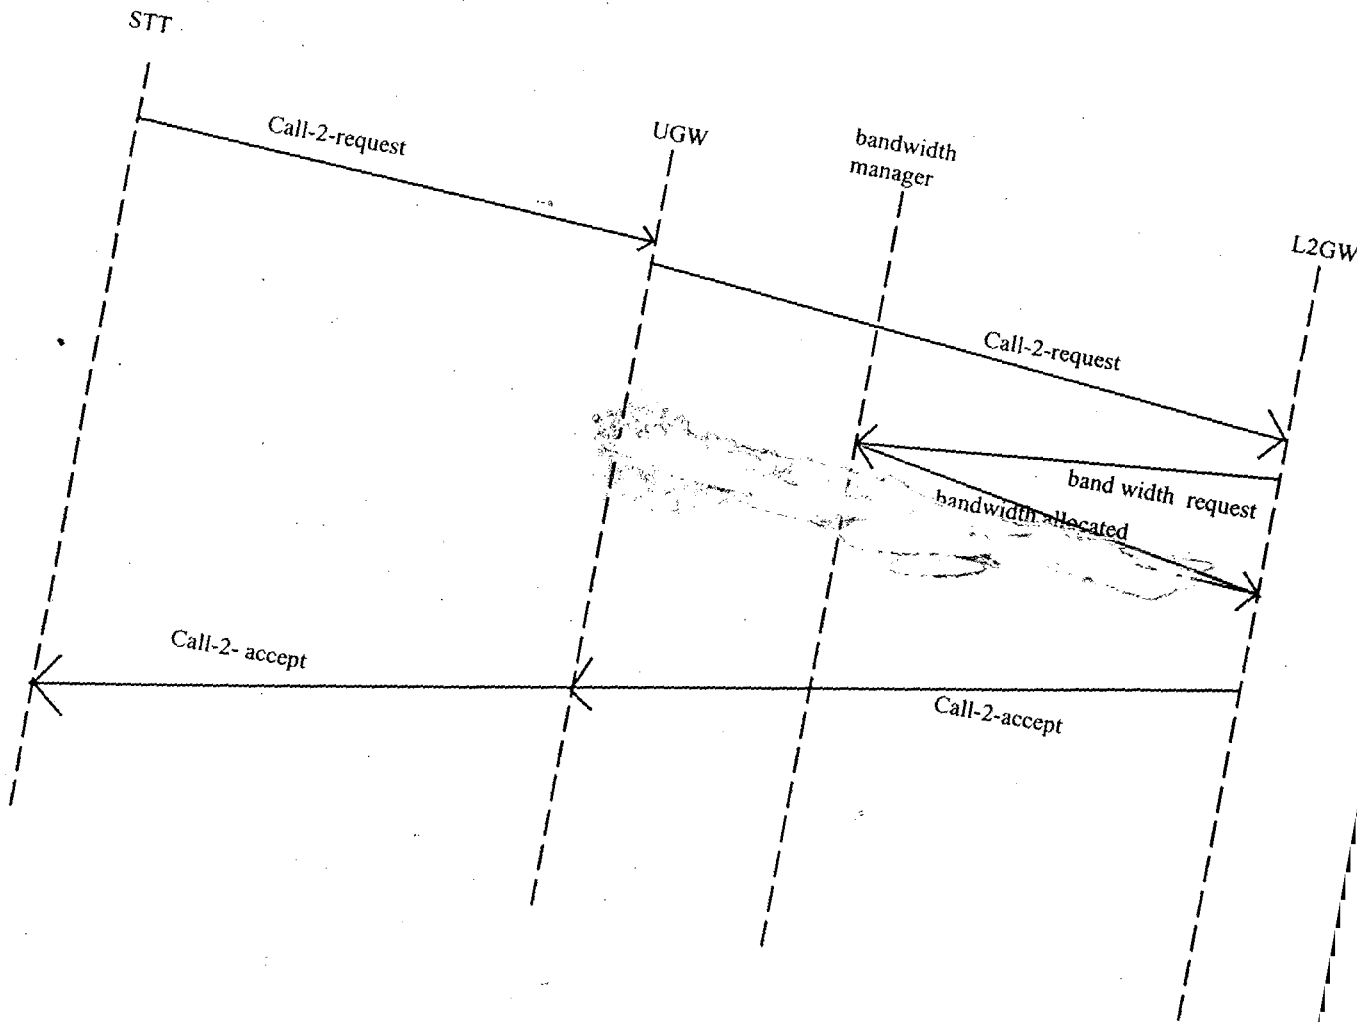 STT
Call-2-request
UGW
bandwidth
manager
L2GW
Call-2-request
band width request
bandwidth allocated
Call-2- accept
Call-2-accept